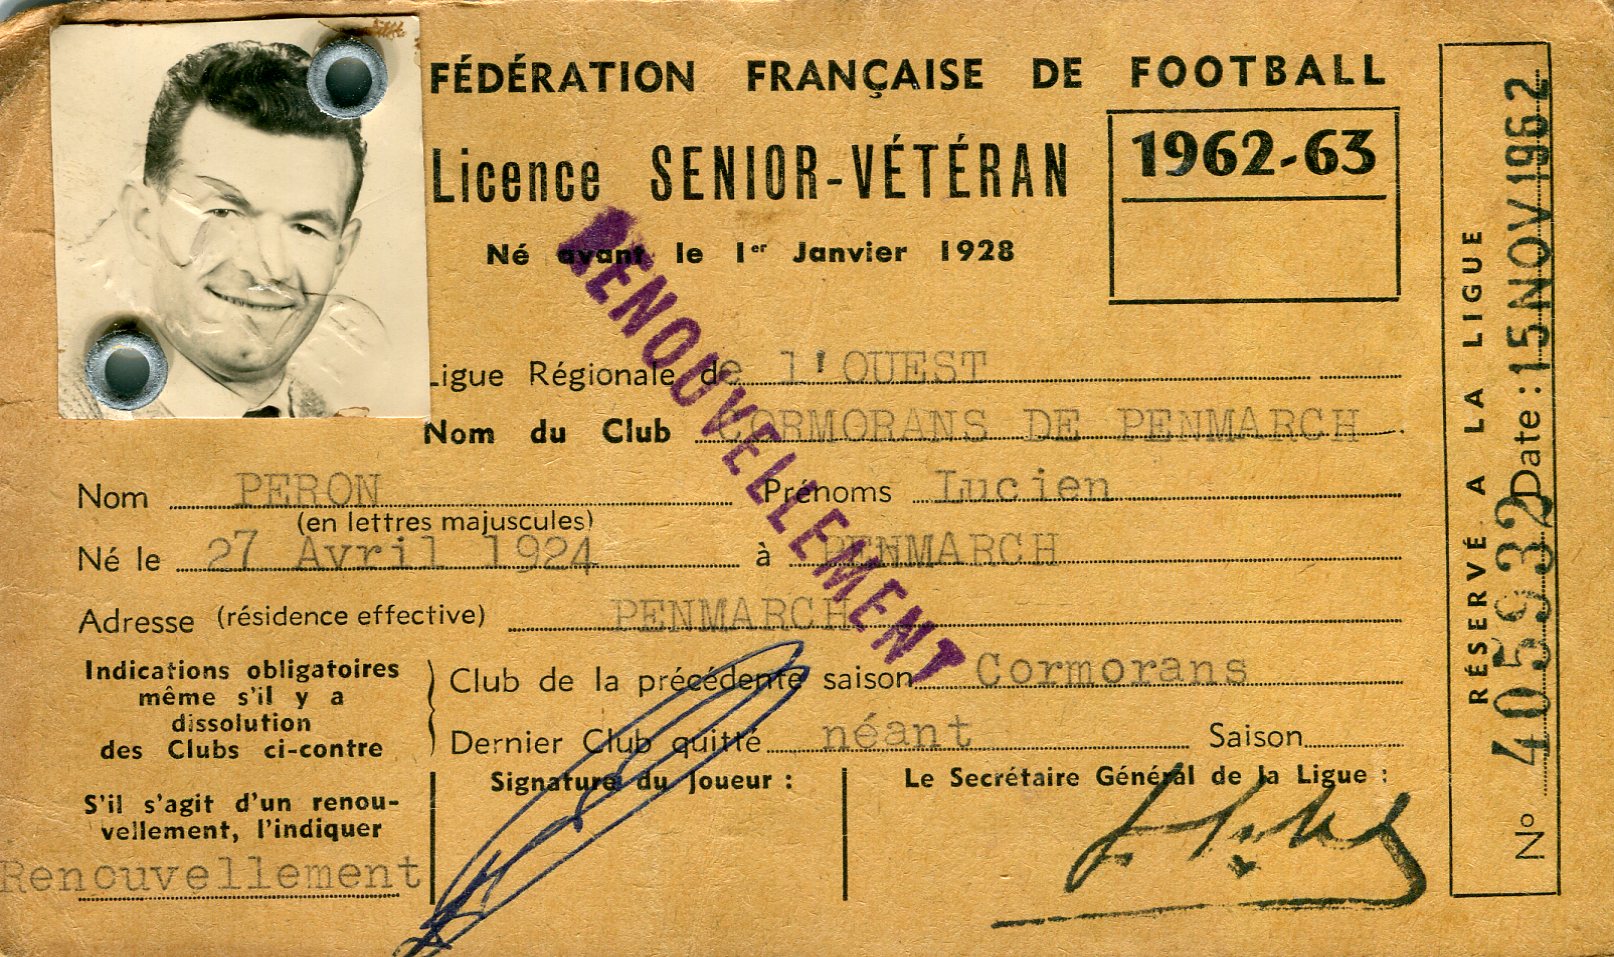 FÉDÉRATION FRANÇAISE DE FOOTBALL
Licence SENIOR-VÉTÉRAN
1962-63
Né avant le 1er Janvier 1928
RENOUVELLEMENT
Ligue Régionale de l'OUEST
Nom du Club CORMORANS DE PENMARCH
Nom PERON Prénoms Lucien
(en lettres majuscules)
Né le 27 Avril 1924 à PENMARCH
Adresse (résidence effective) PENMARCH
Indications obligatoires
même s'il y a
dissolution
des Clubs ci-contre
Club de la précédente saison Cormorans
Dernier Club quitté néant Saison
S'il s'agit d'un renou-
vellement, l'indiquer
Renouvellement
Signature du Joueur :
Le Secrétaire Général de la Ligue :
RÉSERVÉ A LA LIGUE
No 405932 Date : 15 NOV 1962